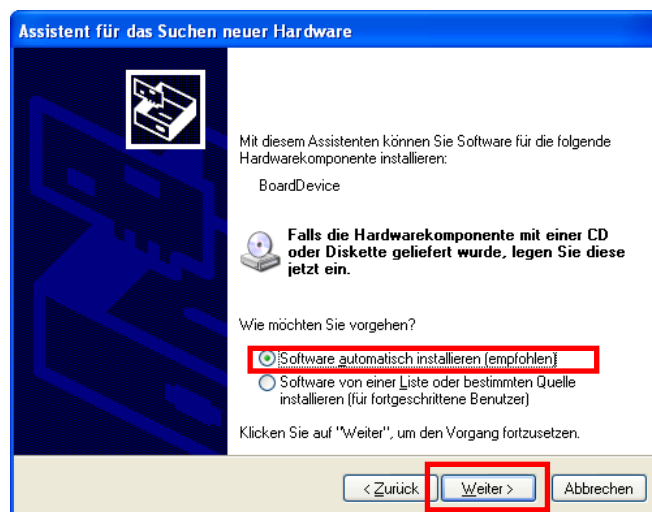 Assistent für das Suchen neuer Hardware
Mit diesem Assistenten können Sie Software für die folgende
Hardwarekomponente installieren:
BoardDevice
Falls die Hardwarekomponente mit einer CD
oder Diskette geliefert wurde, legen Sie diese
jetzt ein.
Wie möchten Sie vorgehen?
Software automatisch installieren (empfohlen)
Software von einer Liste oder bestimmten Quelle
installieren (für fortgeschrittene Benutzer)
Klicken Sie auf "Weiter", um den Vorgang fortzusetzen.
< Zurück Weiter > Abbrechen